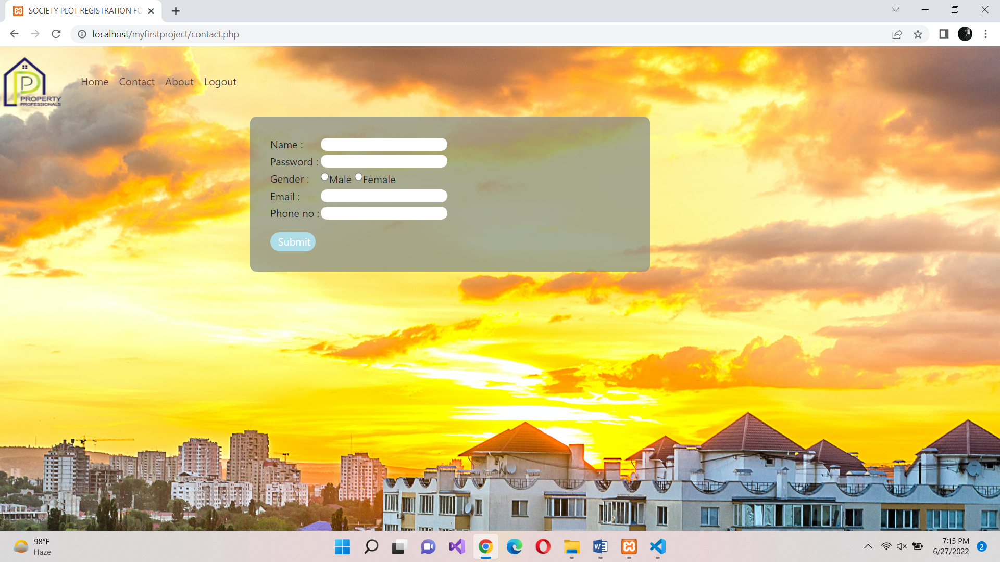 SOCIETY PLOT REGISTRATION FO
localhost/myfirstproject/contact.php
P
PROPERTY
PROFESSIONALS
Home Contact About Logout
Name :
Password :
Gender : Male Female
Email :
Phone no :
Submit
98°F
Haze
7:15 PM
6/27/2022
2